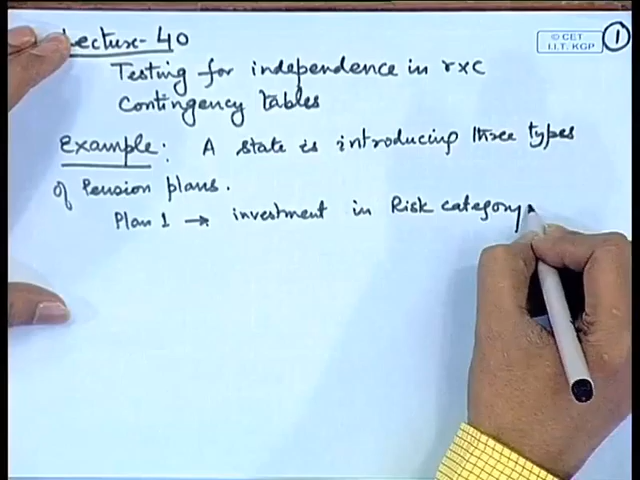 Lecture-40
© CET
I.I.T. KGP
1
Testing for independence in rxc
Contingency tables
Example: A state is introducing three types
of Pension plans.
Plan 1 → investment in Risk category